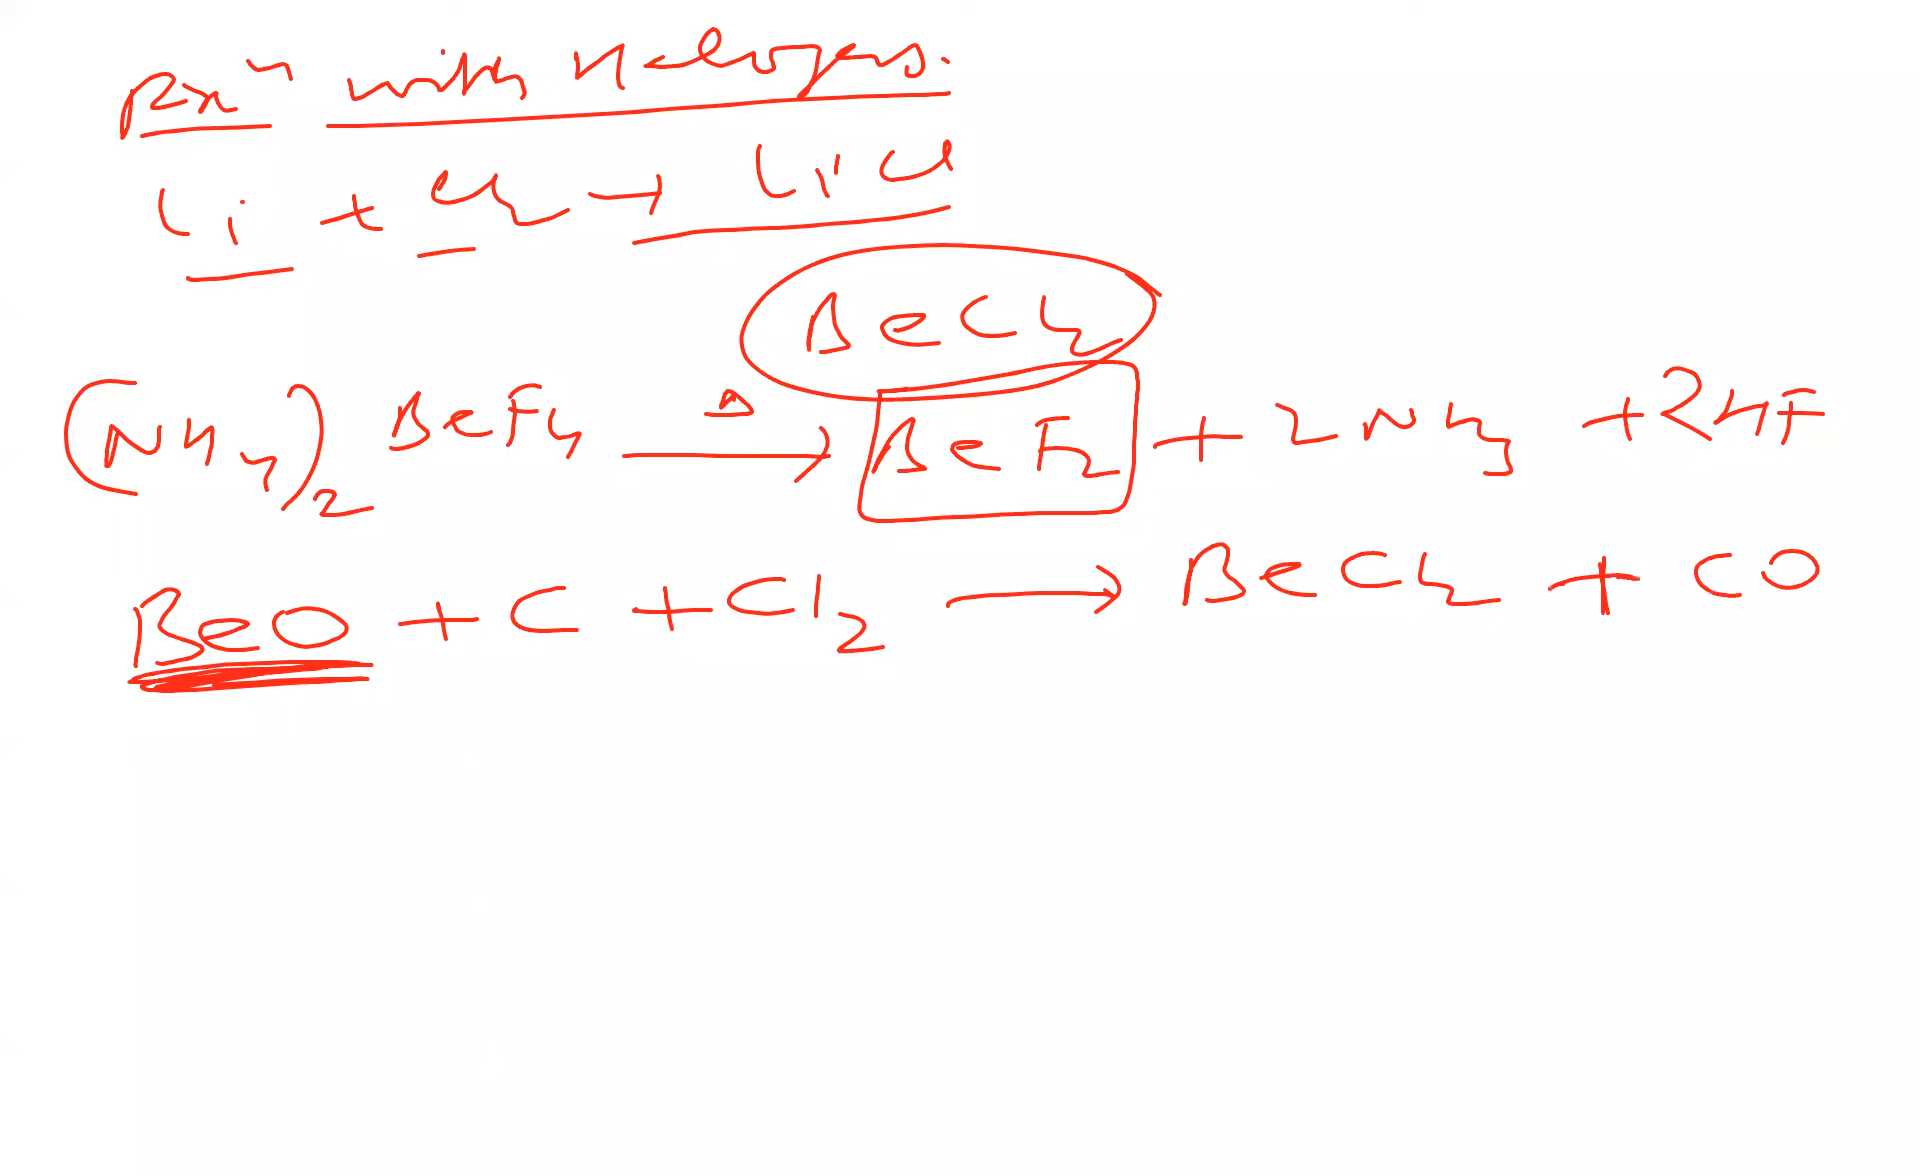 Rxⁿ with Halogens.
Li + Cl₂ → LiCl
BeCl₂
(NH₄)₂ BeF₄ —Δ→ BeF₂ + 2NH₃ + 2HF
BeO + C + Cl₂ → BeCl₂ + CO